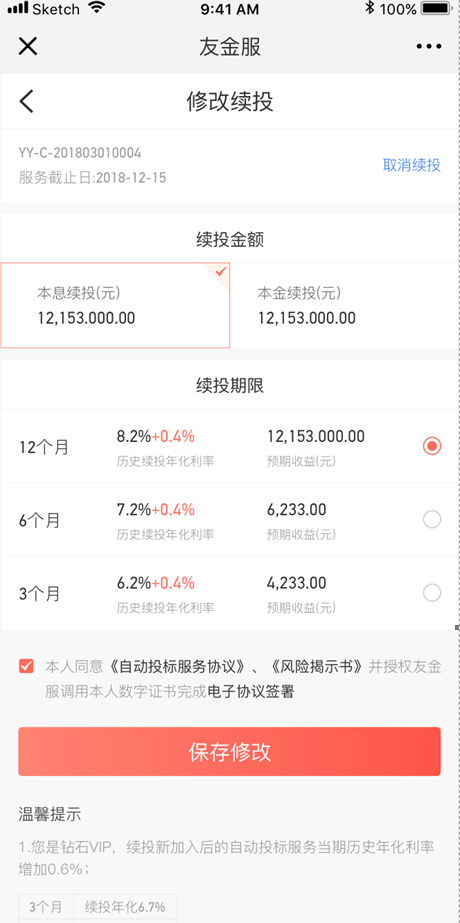 Sketch 9:41 AM 100%
友金服
修改续投
YY-C-201803010004
服务截止日:2018-12-15
取消续投
续投金额
本息续投(元) 本金续投(元)
12,153.000.00 12,153.000.00
续投期限
12个月 8.2%+0.4% 12,153.000.00
历史续投年化利率 预期收益(元)
6个月 7.2%+0.4% 6,233.00
历史续投年化利率 预期收益(元)
3个月 6.2%+0.4% 4,233.00
历史续投年化利率 预期收益(元)
本人同意《自动投标服务协议》、《风险揭示书》并授权友金
服调用本人数字证书完成电子协议签署
保存修改
温馨提示
1.您是钻石VIP，续投新加入后的自动投标服务当期历史年化利率
增加0.6%；
3个月 续投年化6.7%